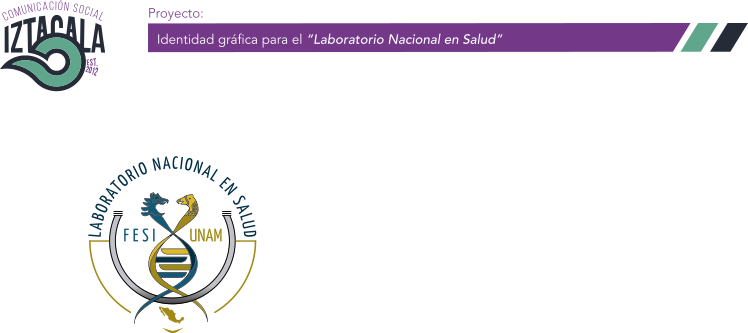 COMUNICACIÓN SOCIAL
IZTACALA
EST.
2012
Proyecto:
Identidad gráfica para el “Laboratorio Nacional en Salud”
LABORATORIO NACIONAL EN SALUD
FESI UNAM